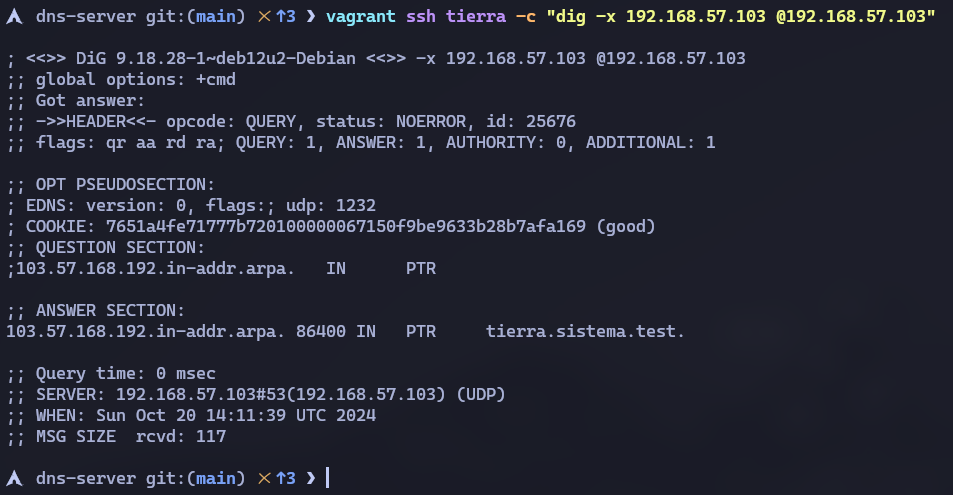 dns-server git:(main) ×↑3 ❯ vagrant ssh tierra -c "dig -x 192.168.57.103 @192.168.57.103"
; <<>> DiG 9.18.28-1~deb12u2-Debian <<>> -x 192.168.57.103 @192.168.57.103
;; global options: +cmd
;; Got answer:
;; ->>HEADER<<- opcode: QUERY, status: NOERROR, id: 25676
;; flags: qr aa rd ra; QUERY: 1, ANSWER: 1, AUTHORITY: 0, ADDITIONAL: 1
;; OPT PSEUDOSECTION:
; EDNS: version: 0, flags:; udp: 1232
; COOKIE: 7651a4fe71777b720100000067150f9be9633b28b7afa169 (good)
;; QUESTION SECTION:
;103.57.168.192.in-addr.arpa.   IN      PTR
;; ANSWER SECTION:
103.57.168.192.in-addr.arpa. 86400 IN   PTR     tierra.sistema.test.
;; Query time: 0 msec
;; SERVER: 192.168.57.103#53(192.168.57.103) (UDP)
;; WHEN: Sun Oct 20 14:11:39 UTC 2024
;; MSG SIZE  rcvd: 117
dns-server git:(main) ×↑3 ❯